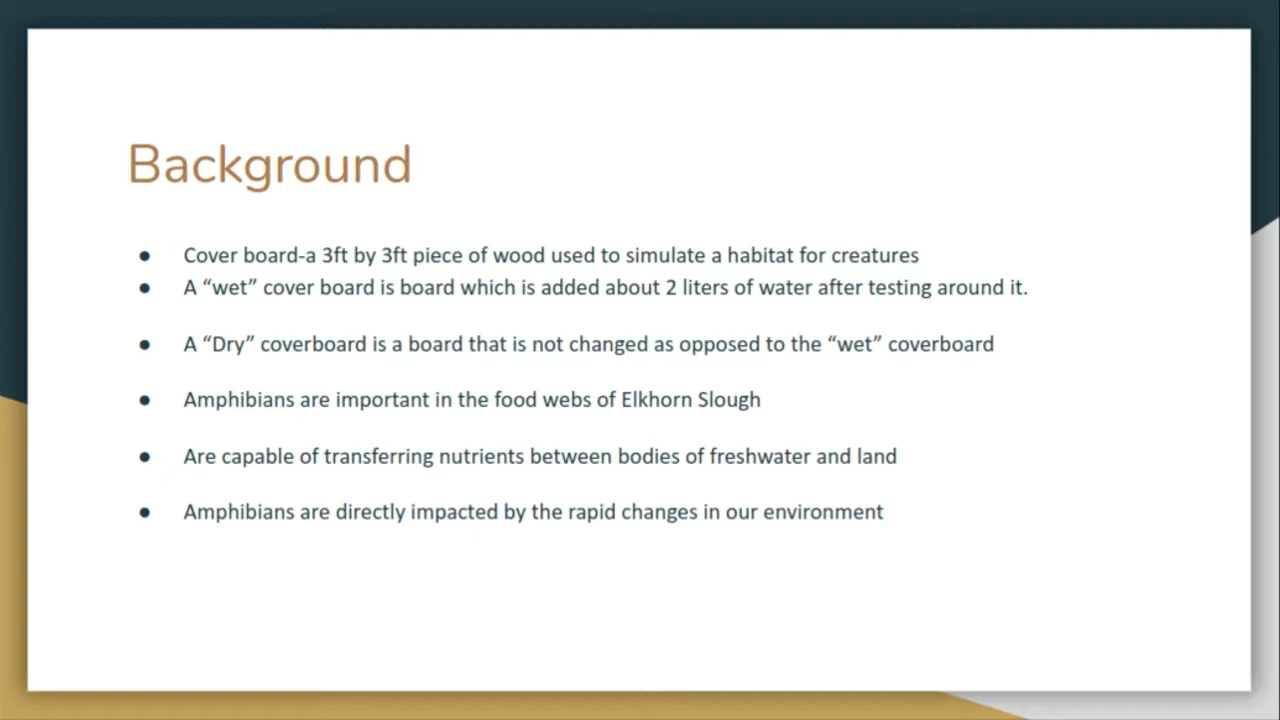 Background
● Cover board-a 3ft by 3ft piece of wood used to simulate a habitat for creatures
● A “wet” cover board is board which is added about 2 liters of water after testing around it.
● A “Dry” coverboard is a board that is not changed as opposed to the “wet” coverboard
● Amphibians are important in the food webs of Elkhorn Slough
● Are capable of transferring nutrients between bodies of freshwater and land
● Amphibians are directly impacted by the rapid changes in our environment